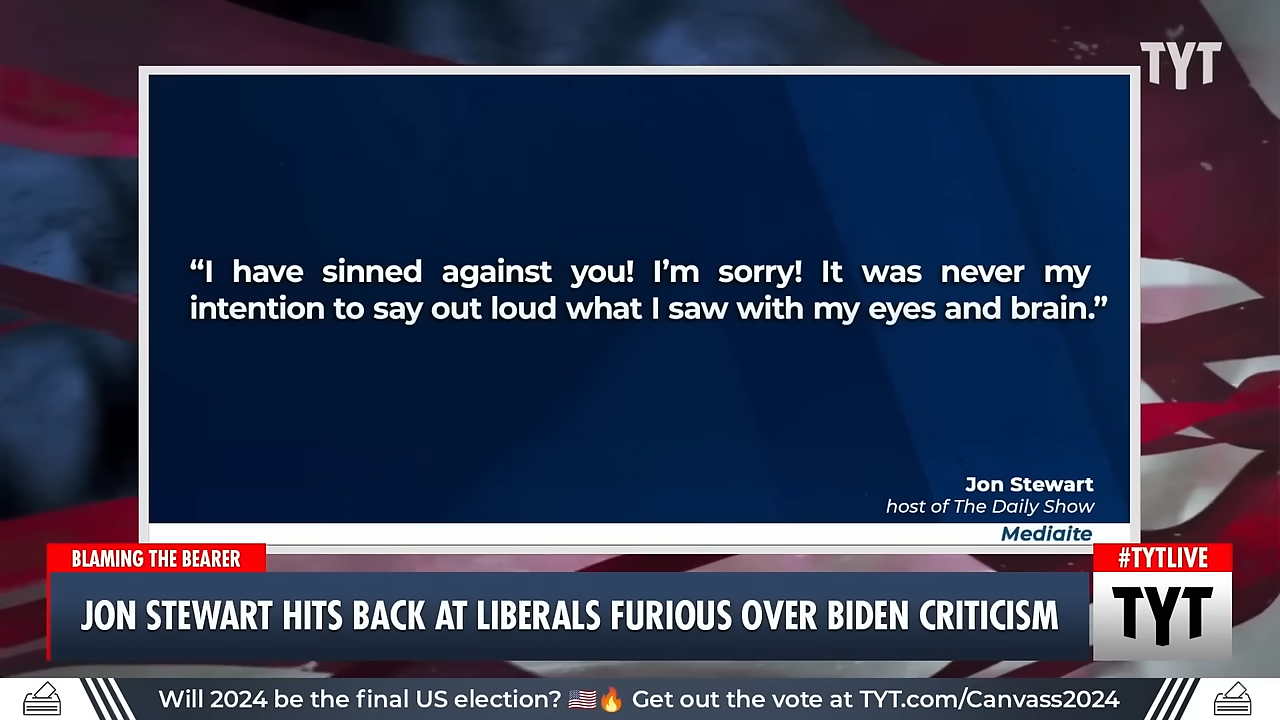 TYT
“I have sinned against you! I’m sorry! It was never my
intention to say out loud what I saw with my eyes and brain.”
Jon Stewart
host of The Daily Show
Mediaite
BLAMING THE BEARER
#TYTLIVE
JON STEWART HITS BACK AT LIBERALS FURIOUS OVER BIDEN CRITICISM
TYT
Will 2024 be the final US election? 🇺🇸🔥 Get out the vote at TYT.com/Canvass2024